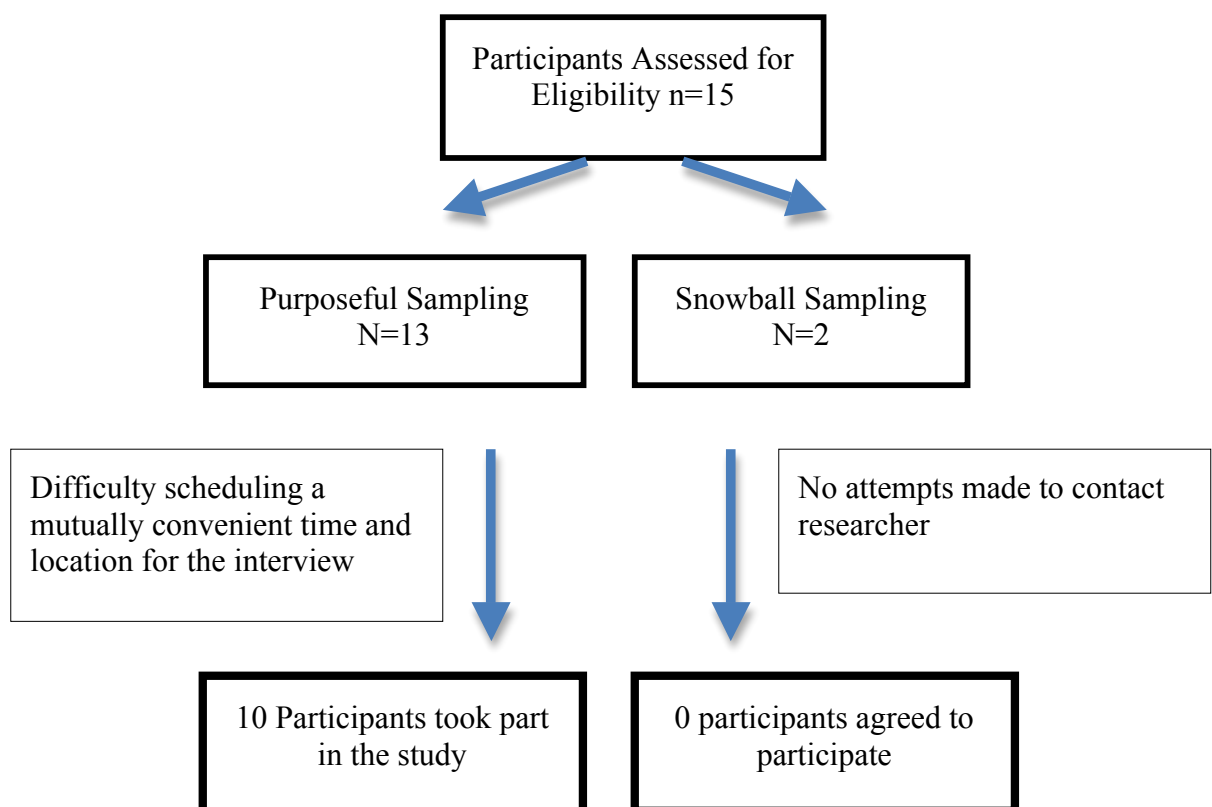 Participants Assessed for
Eligibility n=15
Purposeful Sampling
N=13
Snowball Sampling
N=2
Difficulty scheduling a
mutually convenient time and
location for the interview
No attempts made to contact
researcher
10 Participants took part
in the study
0 participants agreed to
participate